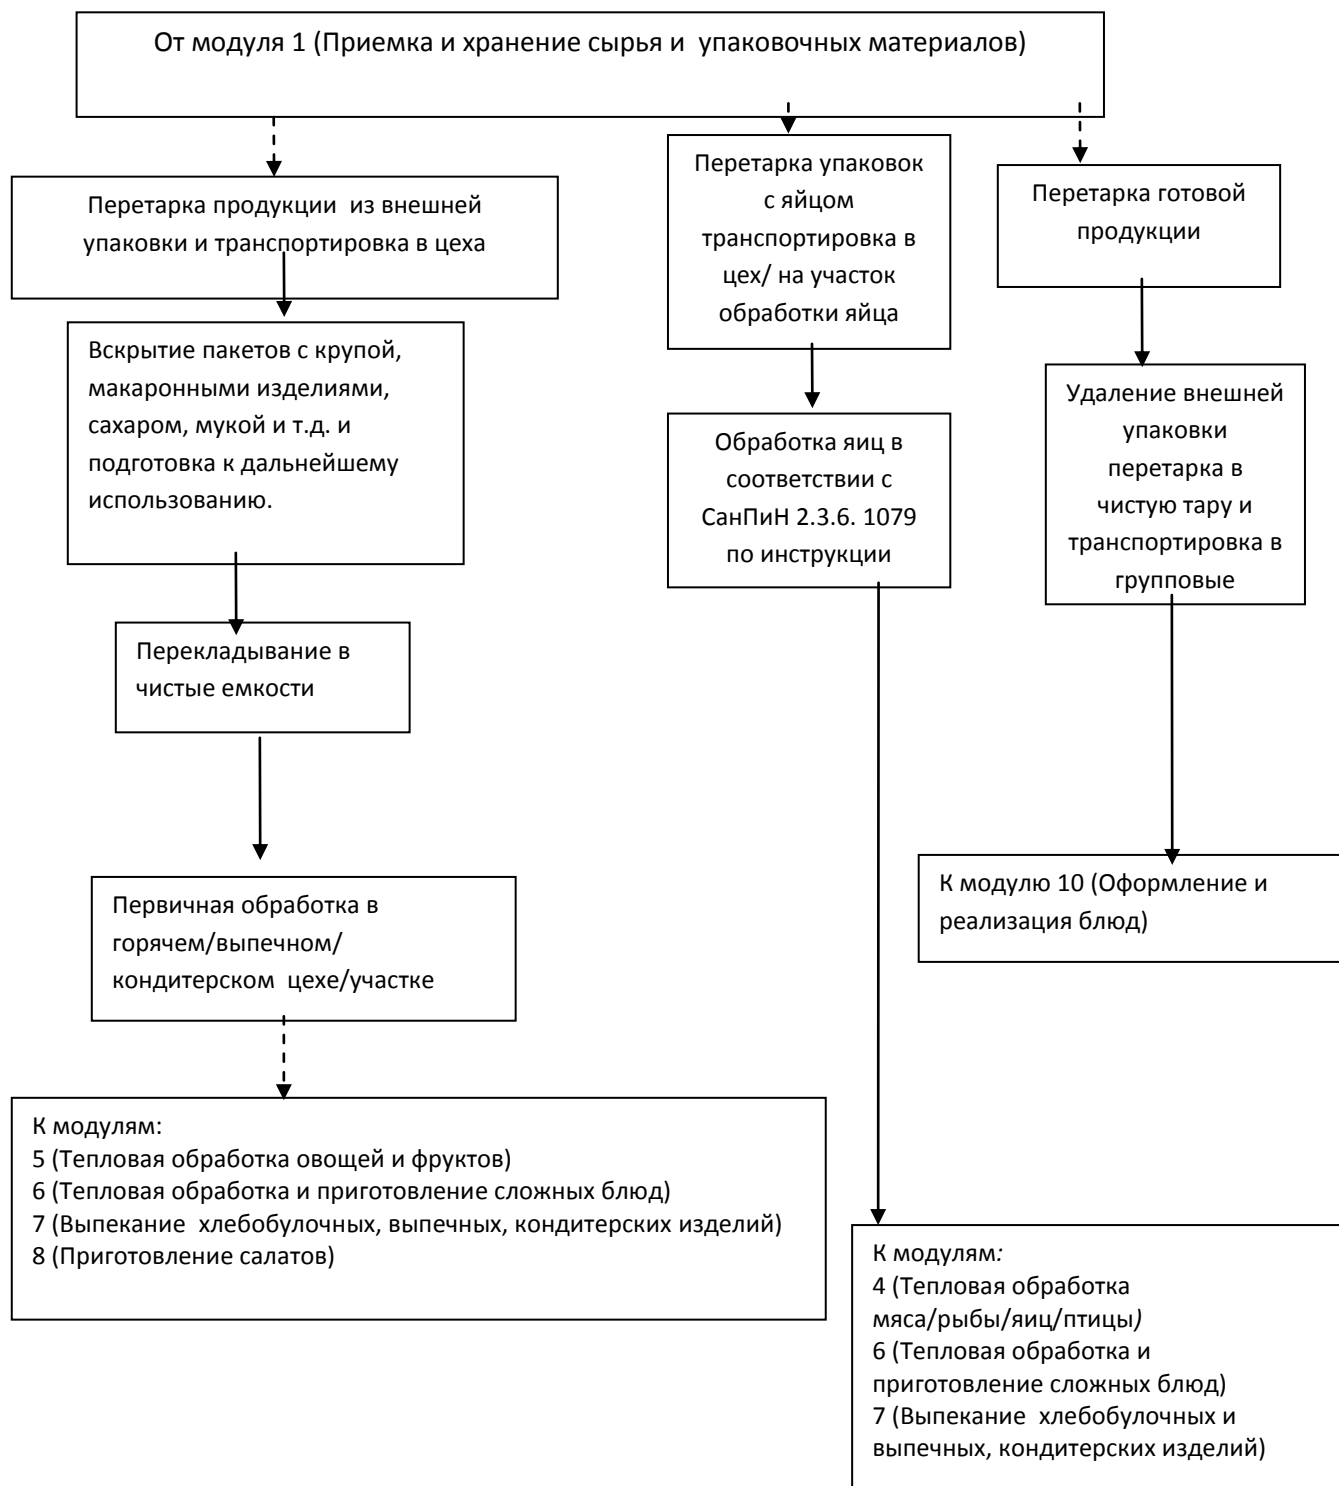 От модуля 1 (Приемка и хранение сырья и упаковочных материалов)
Перетарка продукции из внешней
упаковки и транспортировка в цеха
Вскрытие пакетов с крупой,
макаронными изделиями,
сахаром, мукой и т.д. и
подготовка к дальнейшему
использованию.
Перекладывание в
чистые емкости
Первичная обработка в
горячем/выпечном/
кондитерском цехе/участке
К модулям:
5 (Тепловая обработка овощей и фруктов)
6 (Тепловая обработка и приготовление сложных блюд)
7 (Выпекание хлебобулочных, выпечных, кондитерских изделий)
8 (Приготовление салатов)
Перетарка упаковок
с яйцом
транспортировка в
цех/ на участок
обработки яйца
Обработка яиц в
соответствии с
СанПиН 2.3.6. 1079
по инструкции
К модулям:
4 (Тепловая обработка
мяса/рыбы/яиц/птицы)
6 (Тепловая обработка и
приготовление сложных блюд)
7 (Выпекание хлебобулочных и
выпечных, кондитерских изделий)
Перетарка готовой
продукции
Удаление внешней
упаковки
перетарка в
чистую тару и
транспортировка в
групповые
К модулю 10 (Оформление и
реализация блюд)